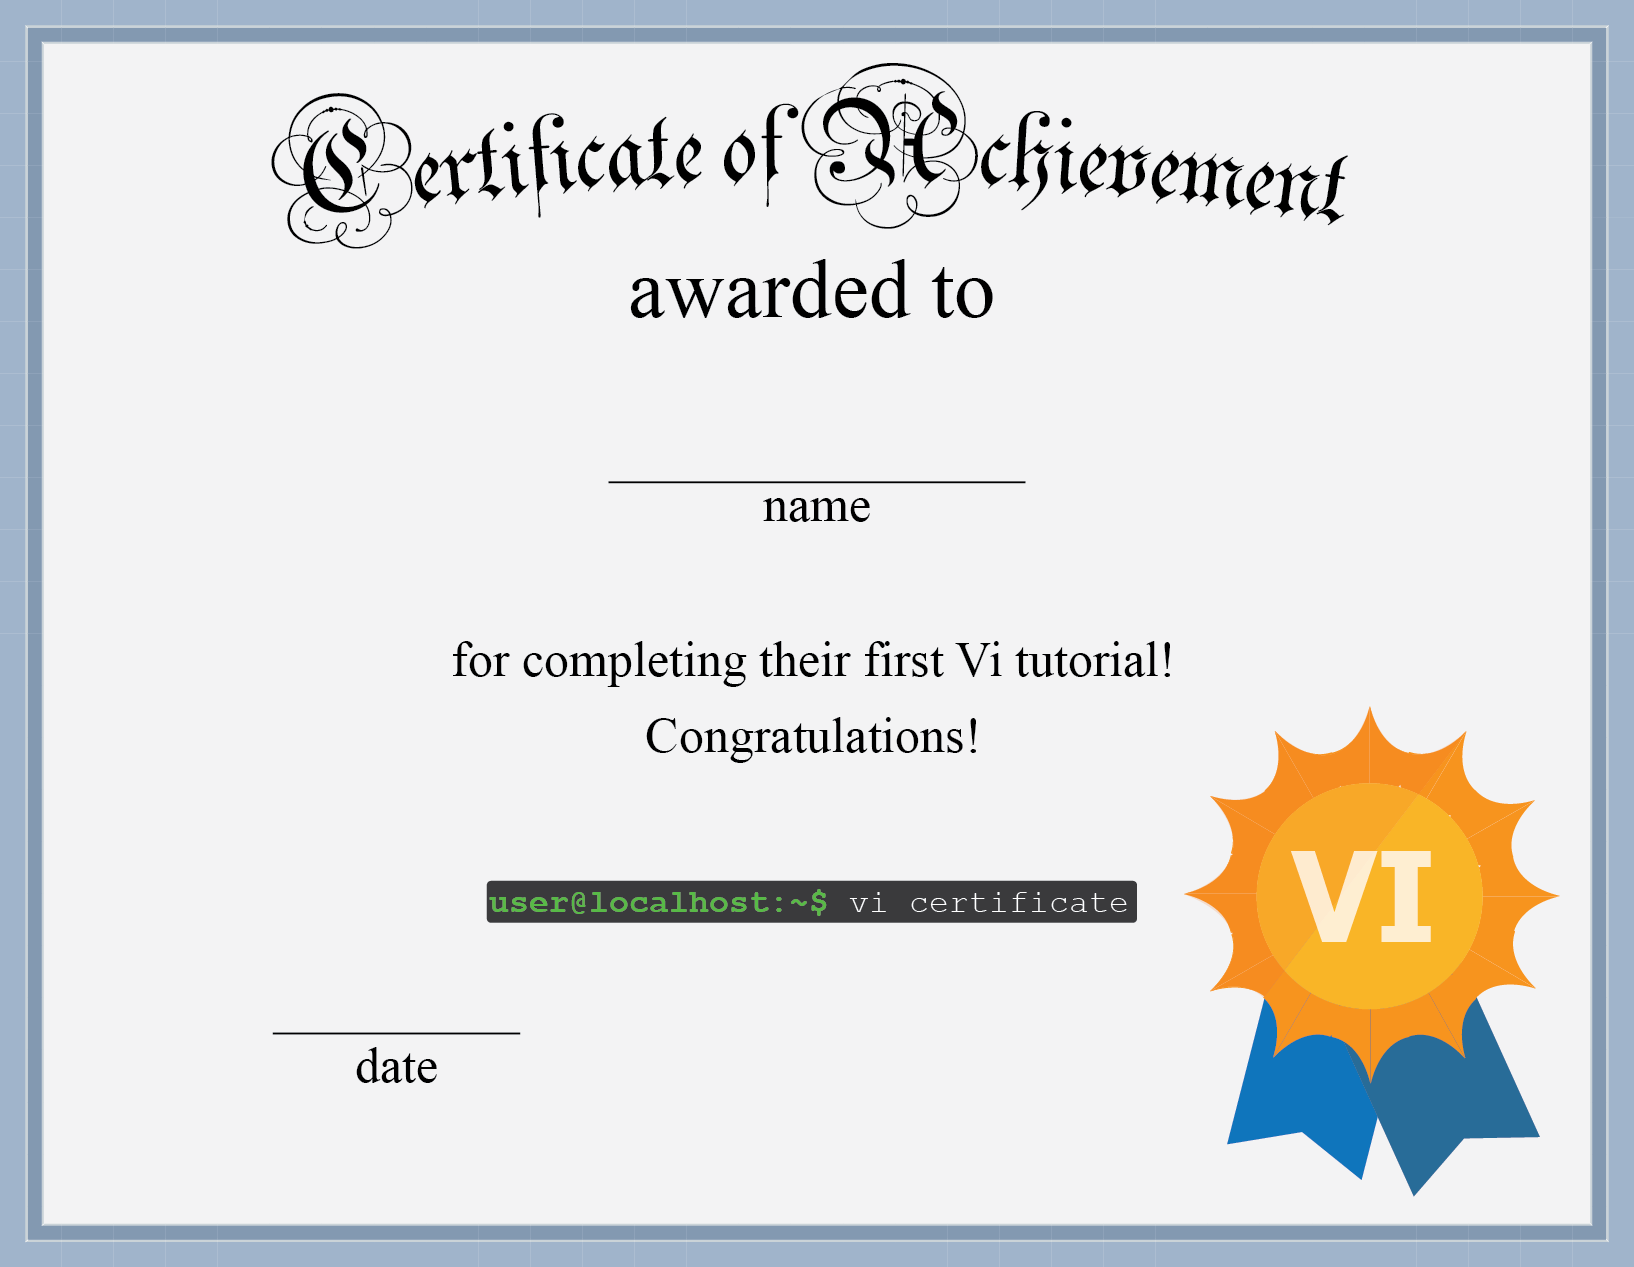 Certificate of Achievement
awarded to
name
for completing their first Vi tutorial!
Congratulations!
VI
user@localhost:~$ vi certificate
date